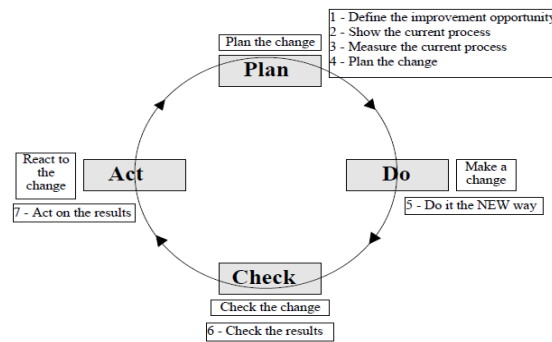 Plan the change
Plan
1 - Define the improvement opportunity
2 - Show the current process
3 - Measure the current process
4 - Plan the change
React to
the
change
Act
7 - Act on the results
Do
Make a
change
5 - Do it the NEW way
Check
Check the change
6 - Check the results